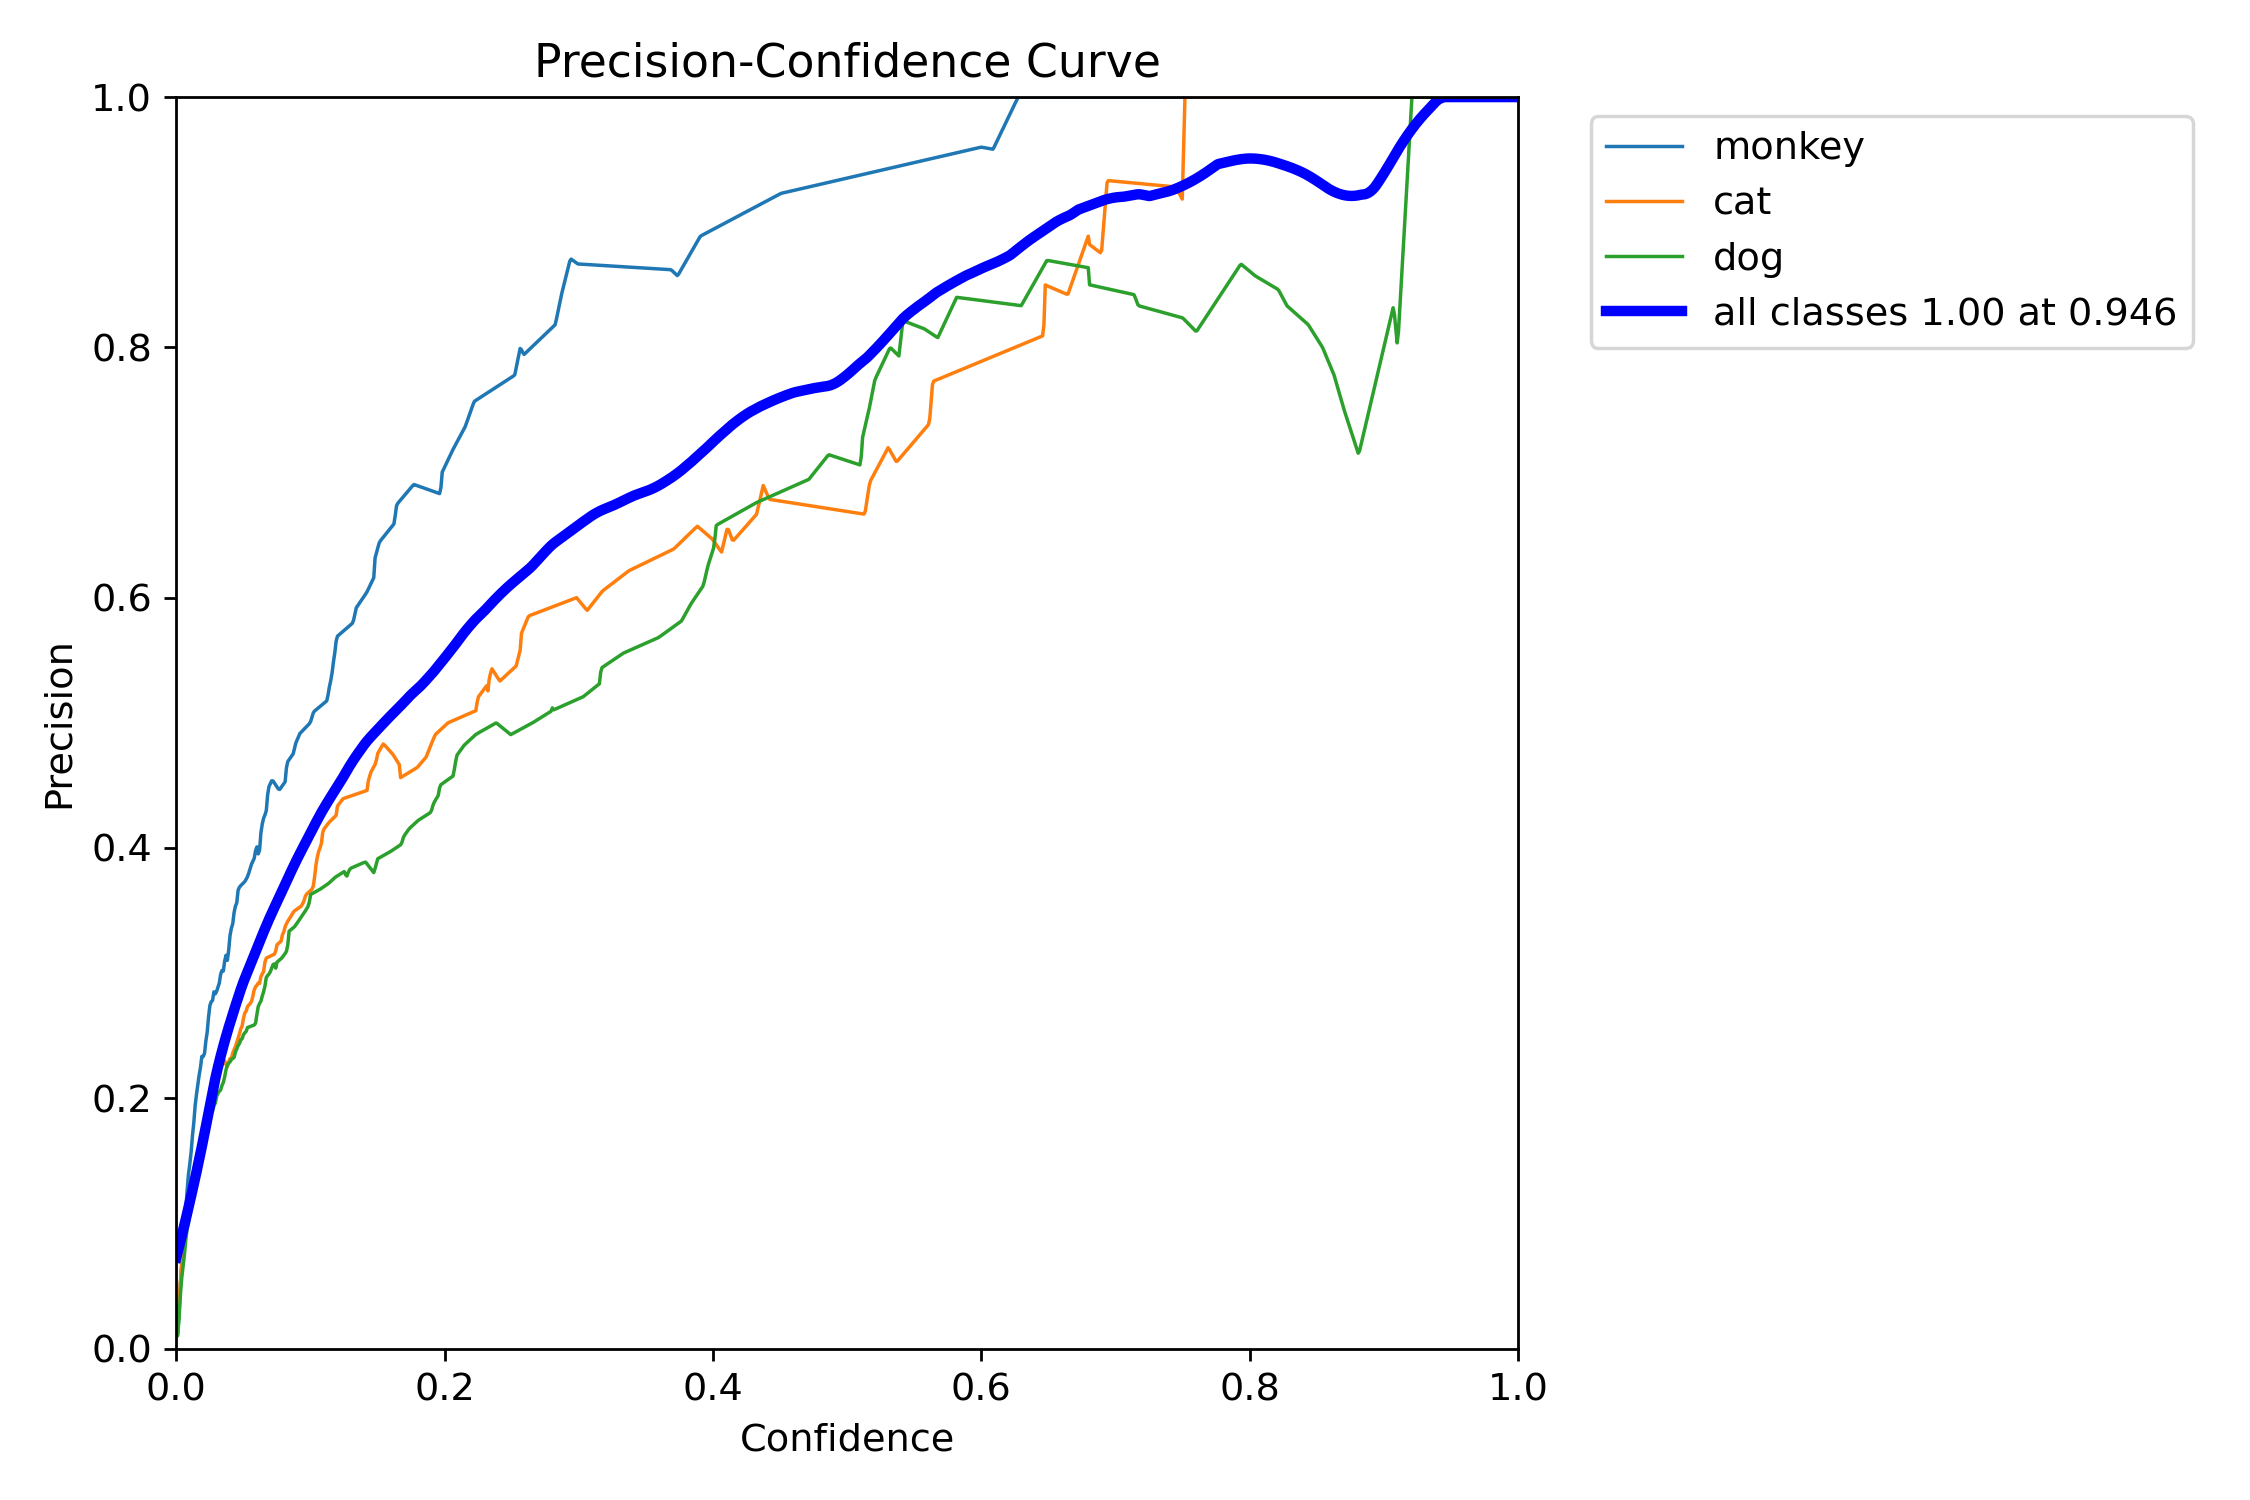 Precision-Confidence Curve
1.0
0.8
0.6
0.4
0.2
0.0
Precision
0.0 0.2 0.4 0.6 0.8 1.0
Confidence
monkey
cat
dog
all classes 1.00 at 0.946